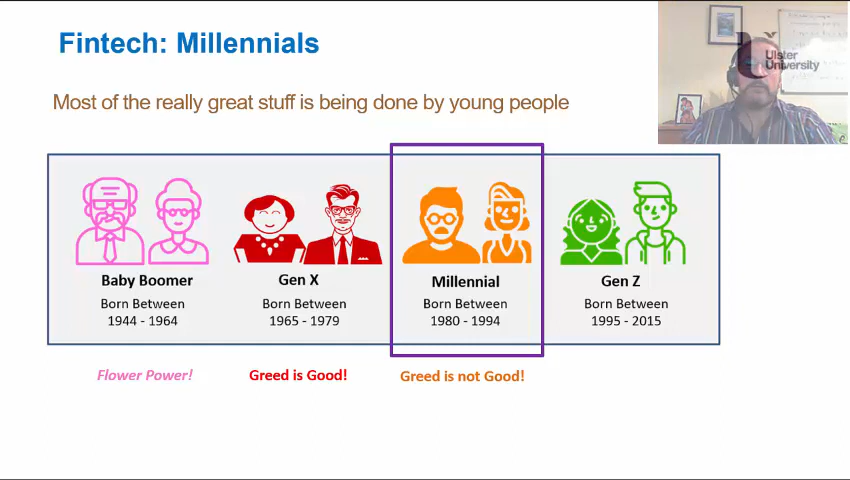 Fintech: Millennials
Ulster
University
Most of the really great stuff is being done by young people
Baby Boomer
Born Between
1944 - 1964
Gen X
Born Between
1965 - 1979
Millennial
Born Between
1980 - 1994
Gen Z
Born Between
1995 - 2015
Flower Power!
Greed is Good!
Greed is not Good!